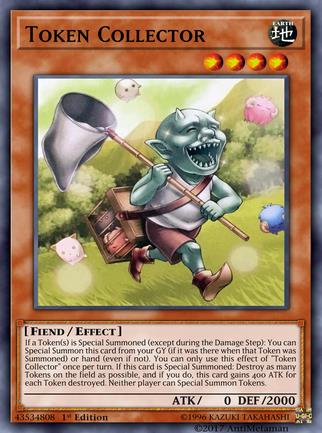 TOKEN COLLECTOR
EARTH
地
[FIEND / EFFECT]
If a Token(s) is Special Summoned (except during the Damage Step): You can
Special Summon this card from your GY (if it was there when that Token was
Summoned) or hand (even if not). You can only use this effect of "Token
Collector" once per turn. If this card is Special Summoned: Destroy as many
Tokens on the field as possible, and if you do, this card gains 400 ATK for
each Token destroyed. Neither player can Special Summon Tokens.
ATK/ 0 DEF/2000
43534808 1st Edition ©1996 KAZUKI TAKAHASHI
©2017 AntiMetaman